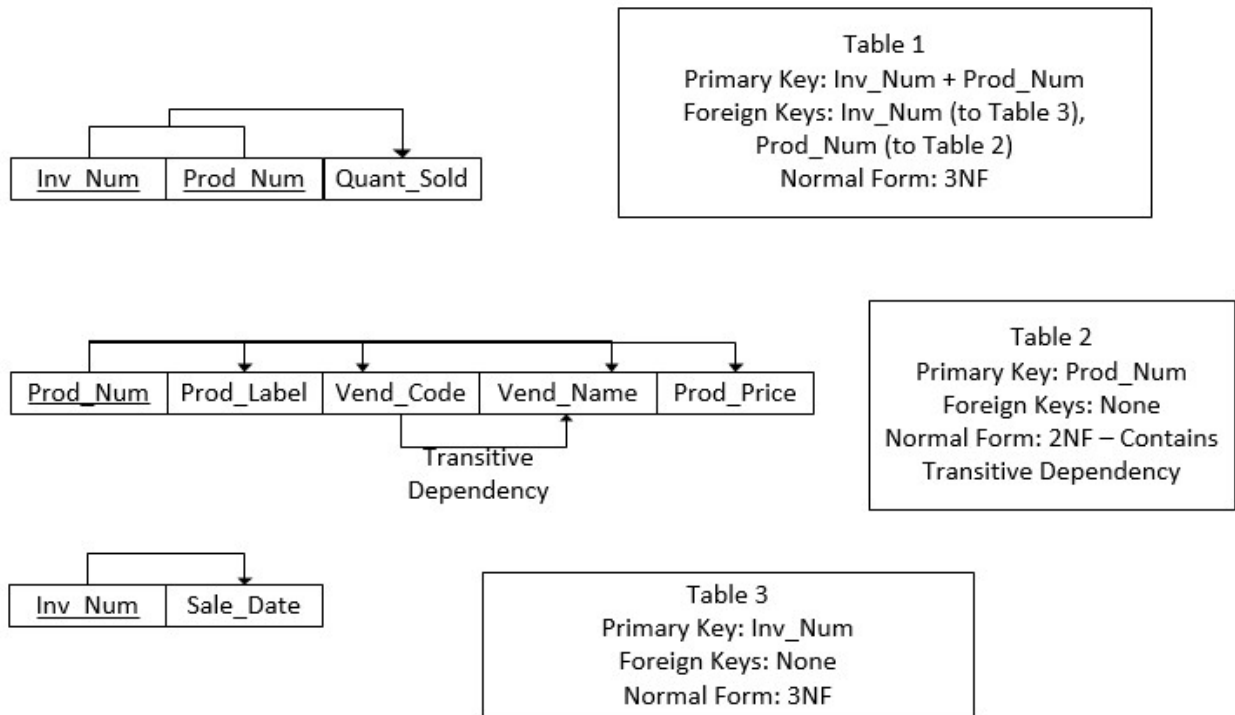 Table 1
Primary Key: Inv_Num + Prod_Num
Foreign Keys: Inv_Num (to Table 3),
Prod_Num (to Table 2)
Normal Form: 3NF
Inv_Num Prod_Num Quant_Sold
Table 2
Primary Key: Prod_Num
Foreign Keys: None
Normal Form: 2NF – Contains
Transitive Dependency
Prod_Num Prod_Label Vend_Code Vend_Name Prod_Price
Transitive
Dependency
Inv_Num Sale_Date
Table 3
Primary Key: Inv_Num
Foreign Keys: None
Normal Form: 3NF